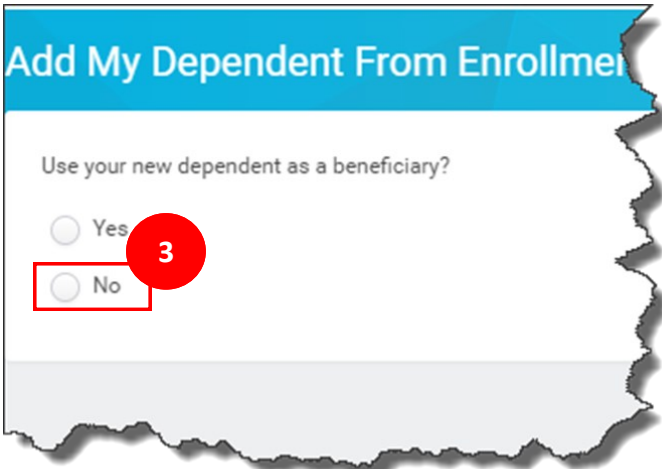 Add My Dependent From Enrollme
Use your new dependent as a beneficiary?
Yes
3
No